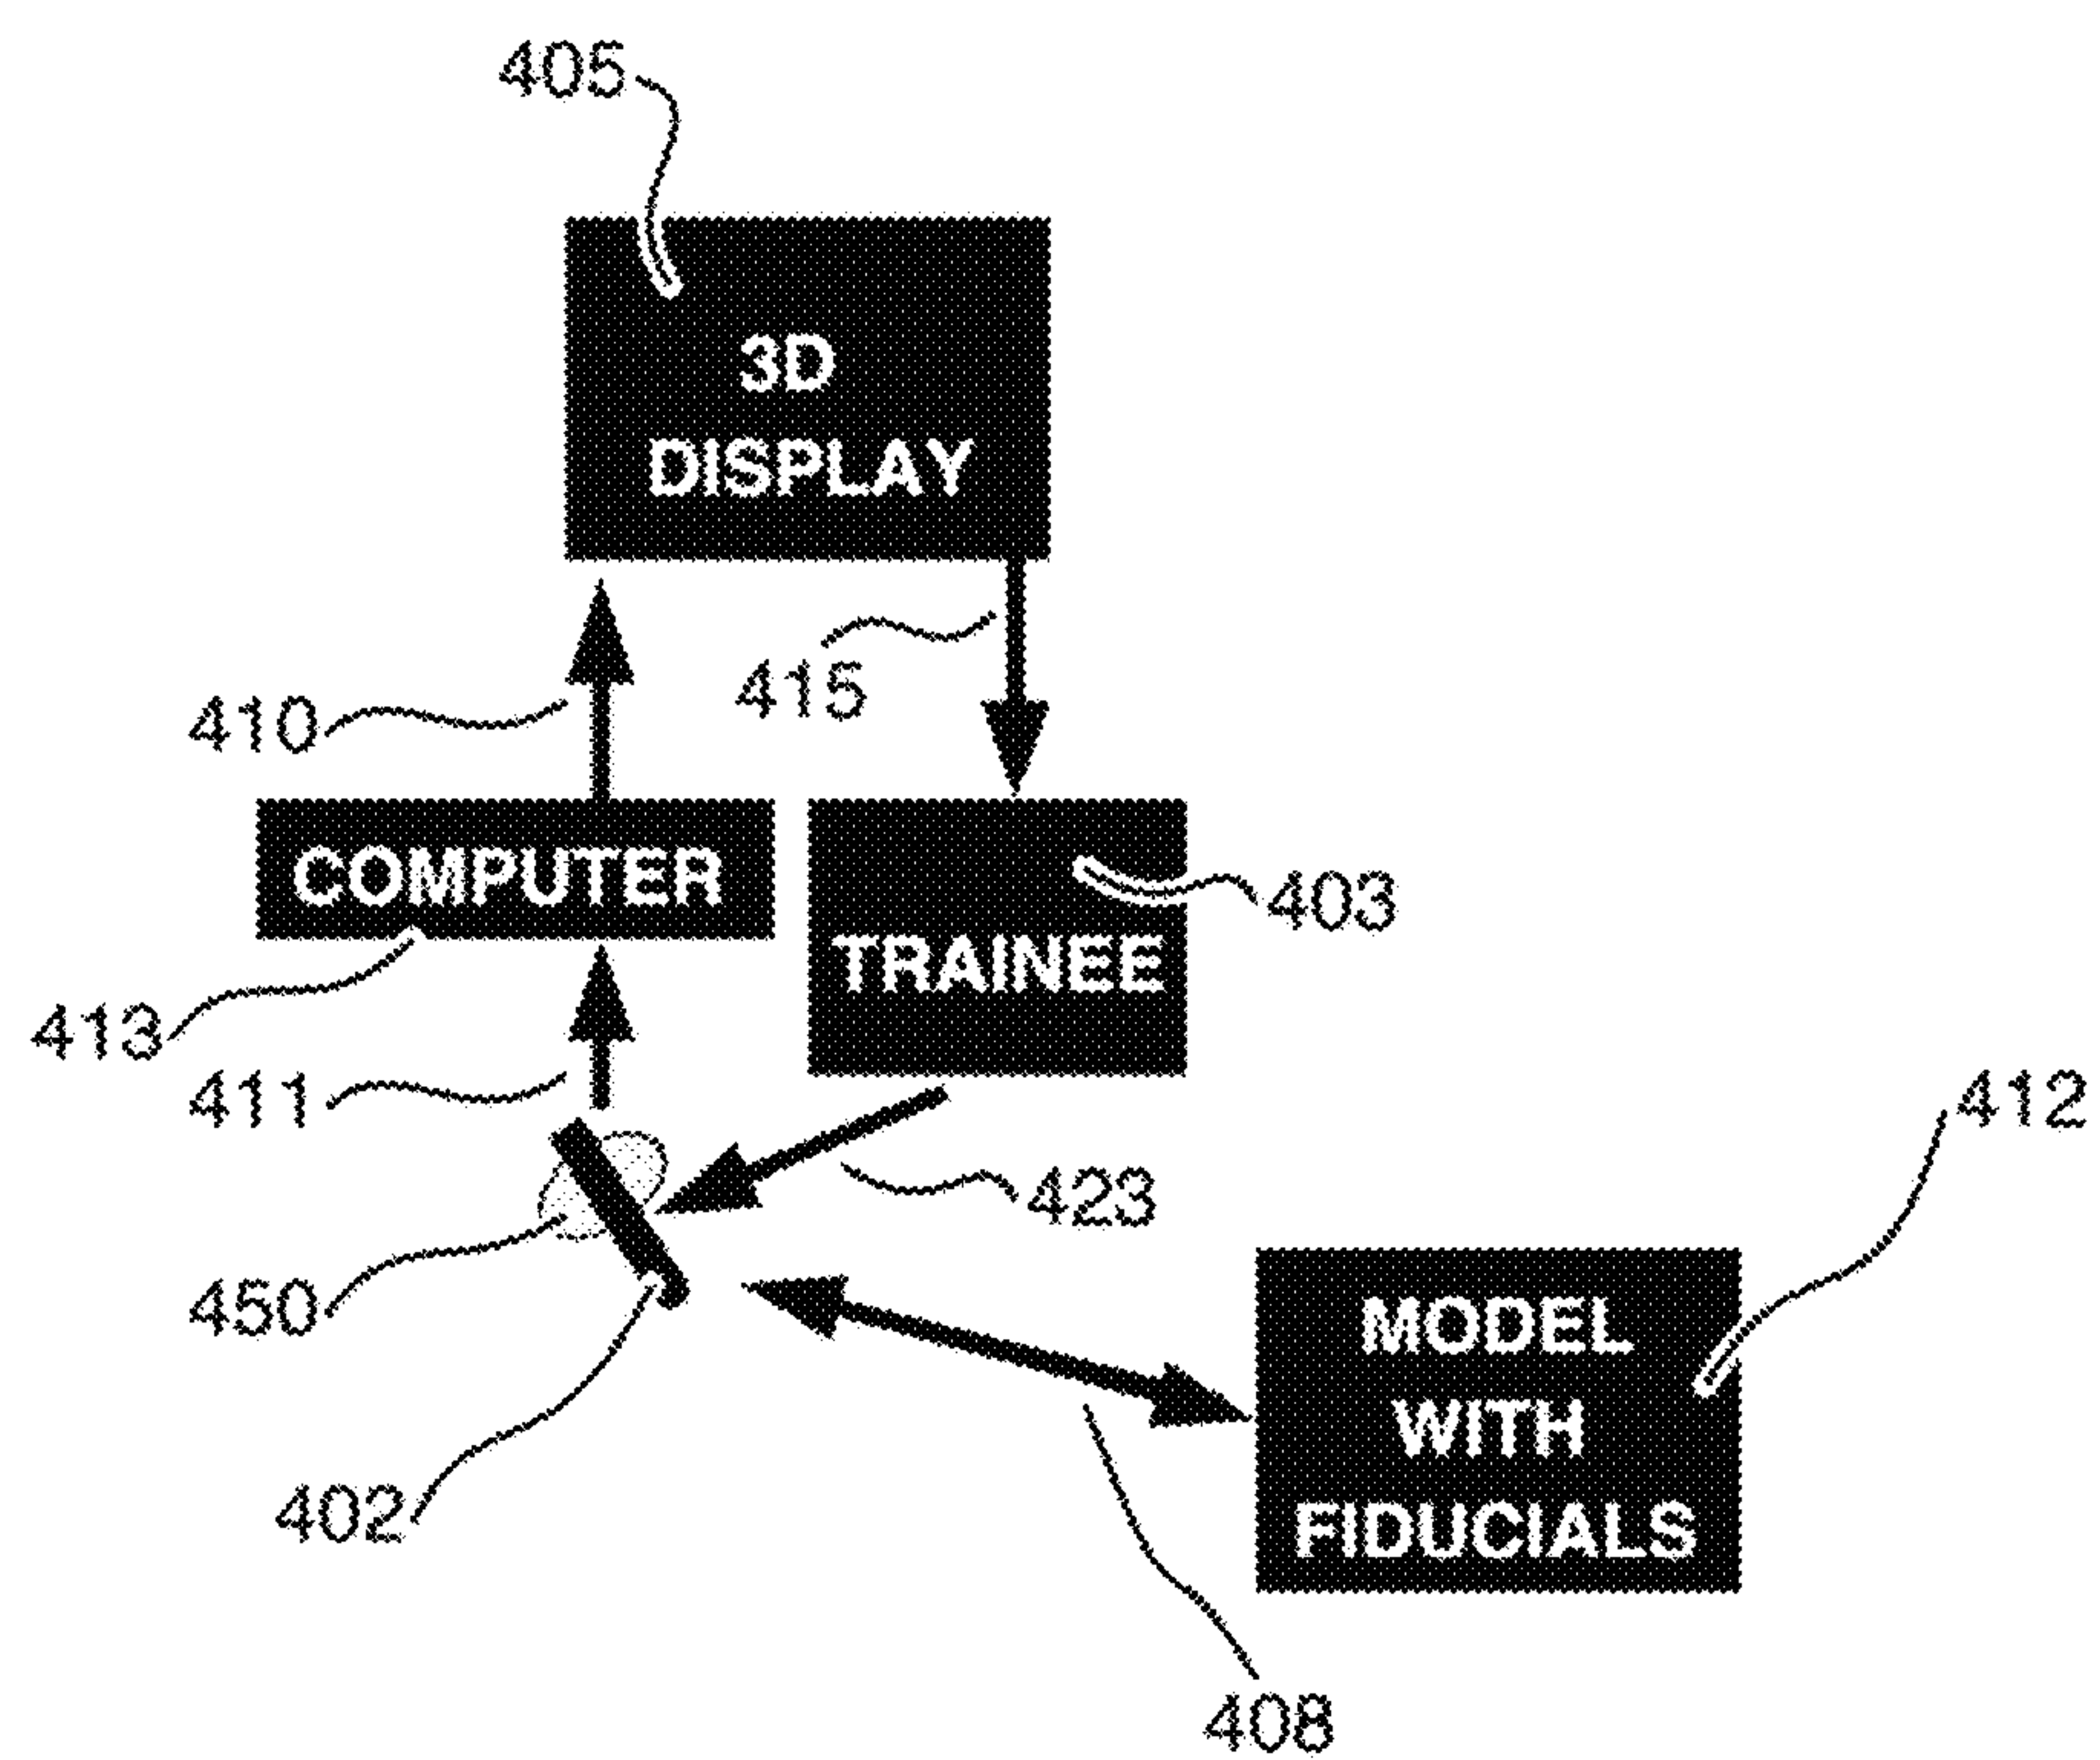 405
3D
DISPLAY
415
410
COMPUTER
403
TRAINEE
413
411
412
423
450
MODEL
WITH
FIDUCIALS
402
408